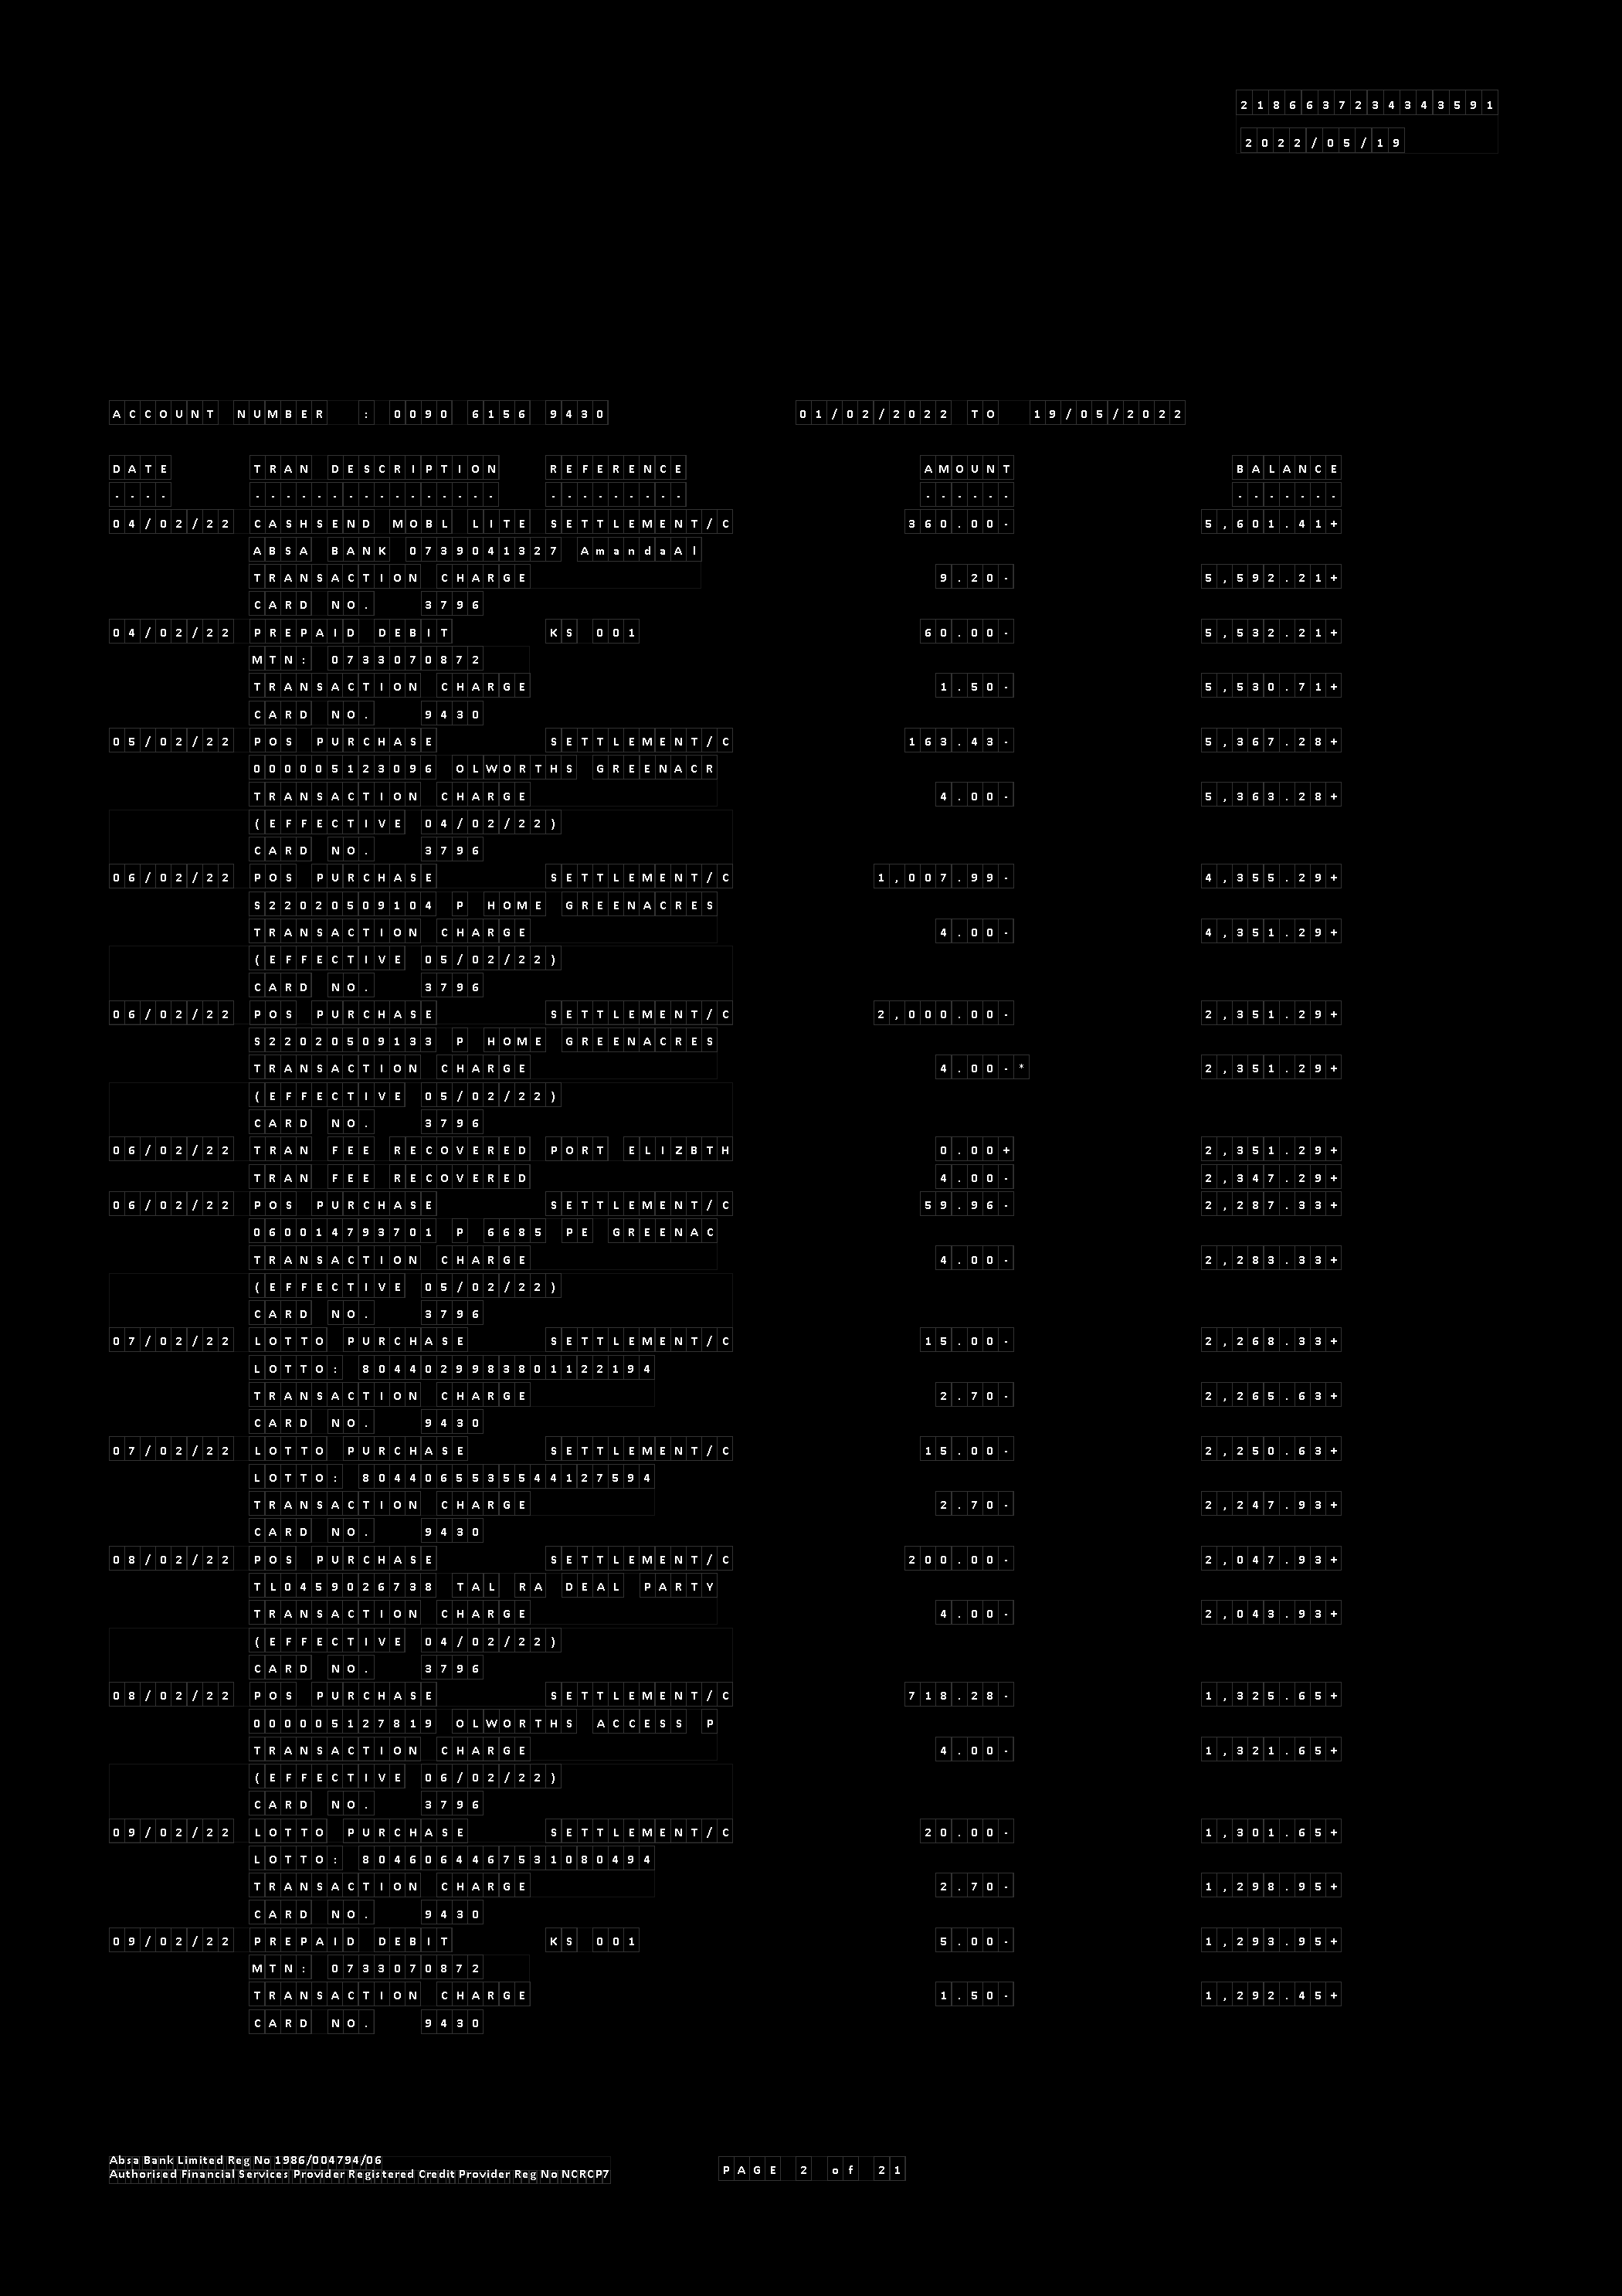 2186637234343591
2022/05/19
ACCOUNT NUMBER : 0090 6156 9430 01/02/2022 TO 19/05/2022
DATE TRAN DESCRIPTION REFERENCE AMOUNT BALANCE
---- ---------------- --------- ------ -------
04/02/22 CASHSEND MOBL LITE SETTLEMENT/C 360.00- 5,601.41+
ABSA BANK 0739041327 AmandaAl
TRANSACTION CHARGE 9.20- 5,592.21+
CARD NO. 3796
04/02/22 PREPAID DEBIT KS 001 60.00- 5,532.21+
MTN: 0733070872
TRANSACTION CHARGE 1.50- 5,530.71+
CARD NO. 9430
05/02/22 POS PURCHASE SETTLEMENT/C 163.43- 5,367.28+
000005123096 OLWORTHS GREENACR
TRANSACTION CHARGE 4.00- 5,363.28+
(EFFECTIVE 04/02/22)
CARD NO. 3796
06/02/22 POS PURCHASE SETTLEMENT/C 1,007.99- 4,355.29+
S22020509104 P HOME GREENACRES
TRANSACTION CHARGE 4.00- 4,351.29+
(EFFECTIVE 05/02/22)
CARD NO. 3796
06/02/22 POS PURCHASE SETTLEMENT/C 2,000.00- 2,351.29+
S22020509133 P HOME GREENACRES
TRANSACTION CHARGE 4.00-* 2,351.29+
(EFFECTIVE 05/02/22)
CARD NO. 3796
06/02/22 TRAN FEE RECOVERED PORT ELIZBTH 0.00+ 2,351.29+
TRAN FEE RECOVERED 4.00- 2,347.29+
06/02/22 POS PURCHASE SETTLEMENT/C 59.96- 2,287.33+
060014793701 P 6685 PE GREENAC
TRANSACTION CHARGE 4.00- 2,283.33+
(EFFECTIVE 05/02/22)
CARD NO. 3796
07/02/22 LOTTO PURCHASE SETTLEMENT/C 15.00- 2,268.33+
LOTTO: 8044029983801122194
TRANSACTION CHARGE 2.70- 2,265.63+
CARD NO. 9430
07/02/22 LOTTO PURCHASE SETTLEMENT/C 15.00- 2,250.63+
LOTTO: 8044065535544127594
TRANSACTION CHARGE 2.70- 2,247.93+
CARD NO. 9430
08/02/22 POS PURCHASE SETTLEMENT/C 200.00- 2,047.93+
TL0459026738 TAL RA DEAL PARTY
TRANSACTION CHARGE 4.00- 2,043.93+
(EFFECTIVE 04/02/22)
CARD NO. 3796
08/02/22 POS PURCHASE SETTLEMENT/C 718.28- 1,325.65+
000005127819 OLWORTHS ACCESS P
TRANSACTION CHARGE 4.00- 1,321.65+
(EFFECTIVE 06/02/22)
CARD NO. 3796
09/02/22 LOTTO PURCHASE SETTLEMENT/C 20.00- 1,301.65+
LOTTO: 8046064467531080494
TRANSACTION CHARGE 2.70- 1,298.95+
CARD NO. 9430
09/02/22 PREPAID DEBIT KS 001 5.00- 1,293.95+
MTN: 0733070872
TRANSACTION CHARGE 1.50- 1,292.45+
CARD NO. 9430
Absa Bank Limited Reg No 1986/004794/06
Authorised Financial Services Provider Registered Credit Provider Reg No NCRCP7
PAGE 2 of 21